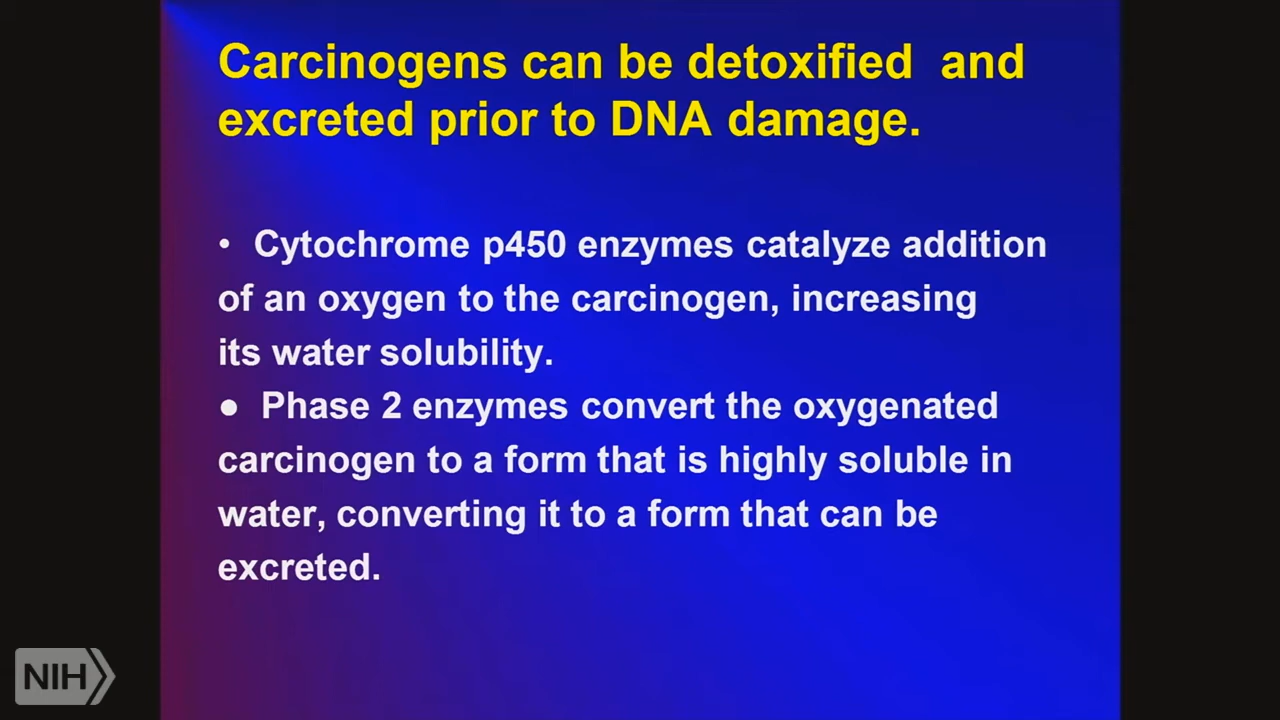 Carcinogens can be detoxified and
excreted prior to DNA damage.
• Cytochrome p450 enzymes catalyze addition
of an oxygen to the carcinogen, increasing
its water solubility.
● Phase 2 enzymes convert the oxygenated
carcinogen to a form that is highly soluble in
water, converting it to a form that can be
excreted.
NIH